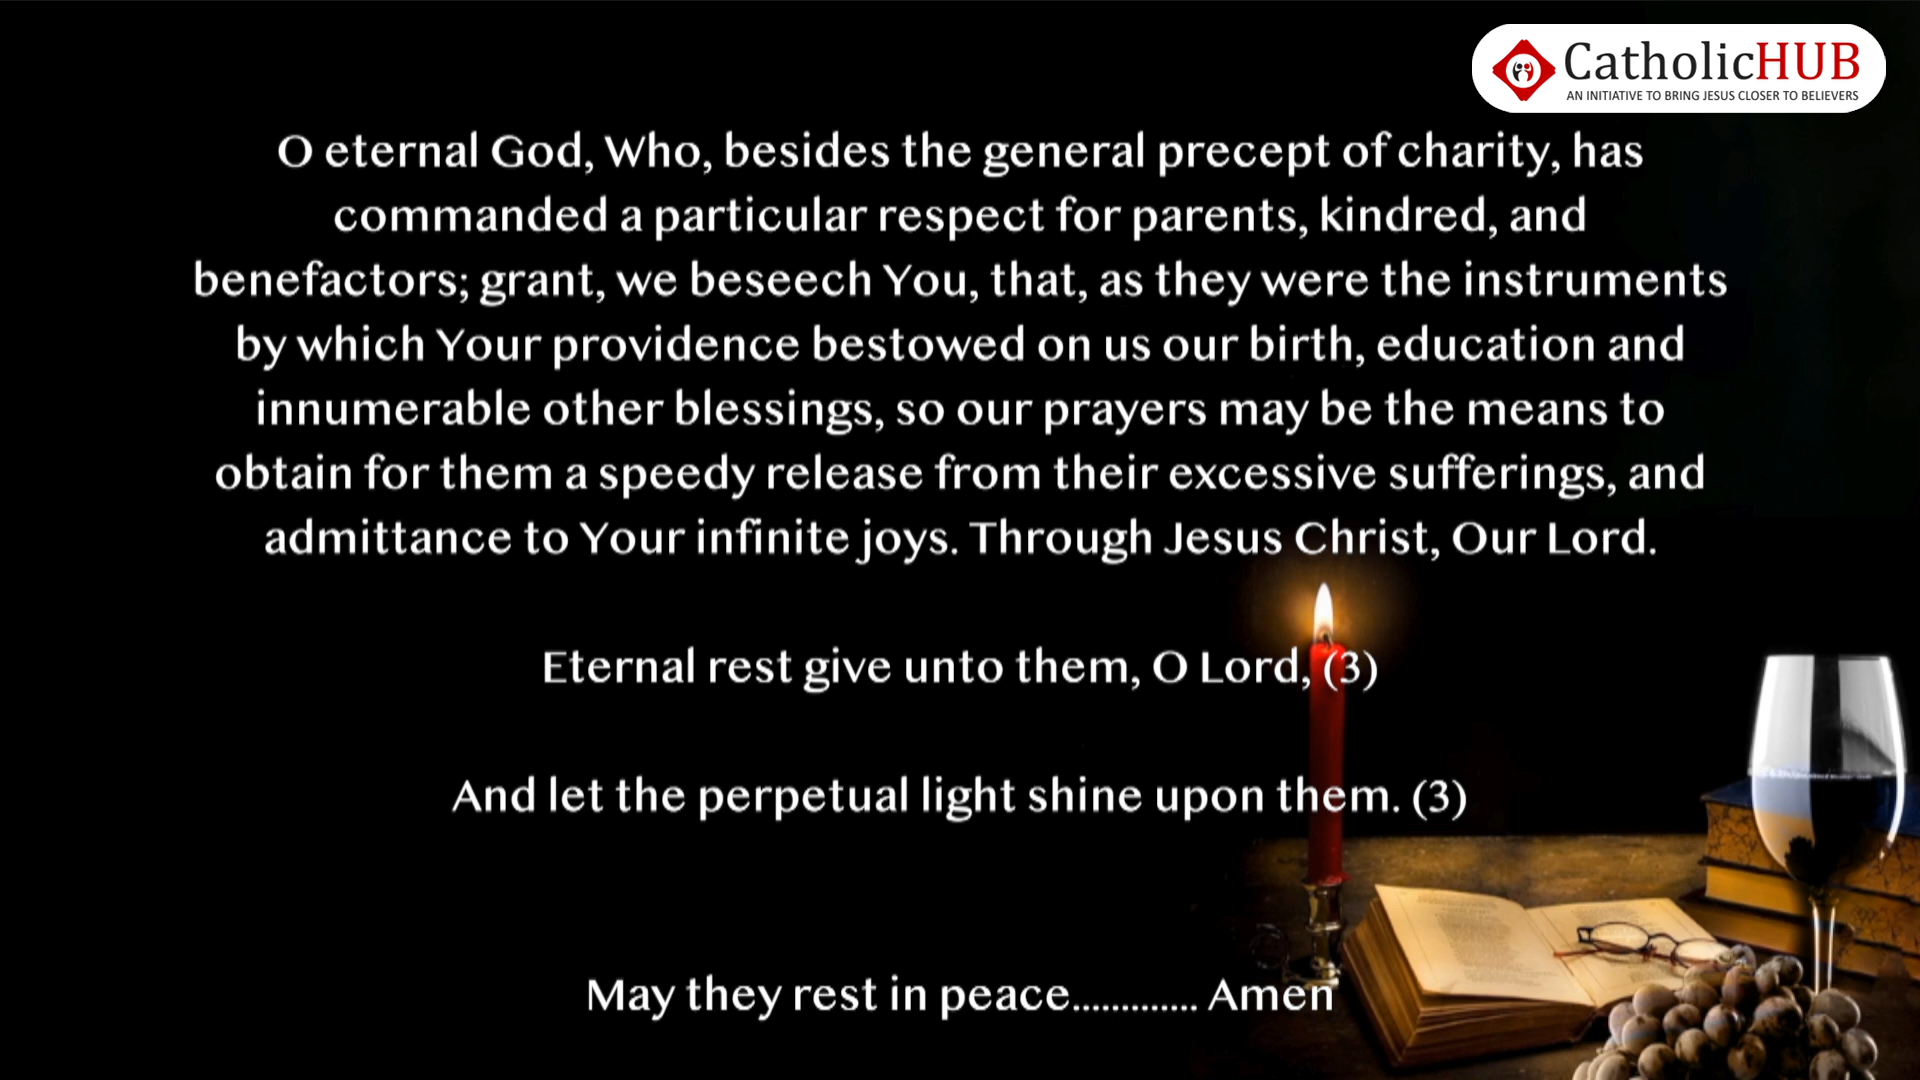 CatholicHUB
AN INITIATIVE TO BRING JESUS CLOSER TO BELIEVERS
O eternal God, Who, besides the general precept of charity, has
commanded a particular respect for parents, kindred, and
benefactors; grant, we beseech You, that, as they were the instruments
by which Your providence bestowed on us our birth, education and
innumerable other blessings, so our prayers may be the means to
obtain for them a speedy release from their excessive sufferings, and
admittance to Your infinite joys. Through Jesus Christ, Our Lord.
Eternal rest give unto them, O Lord, (3)
And let the perpetual light shine upon them. (3)
May they rest in peace............. Amen